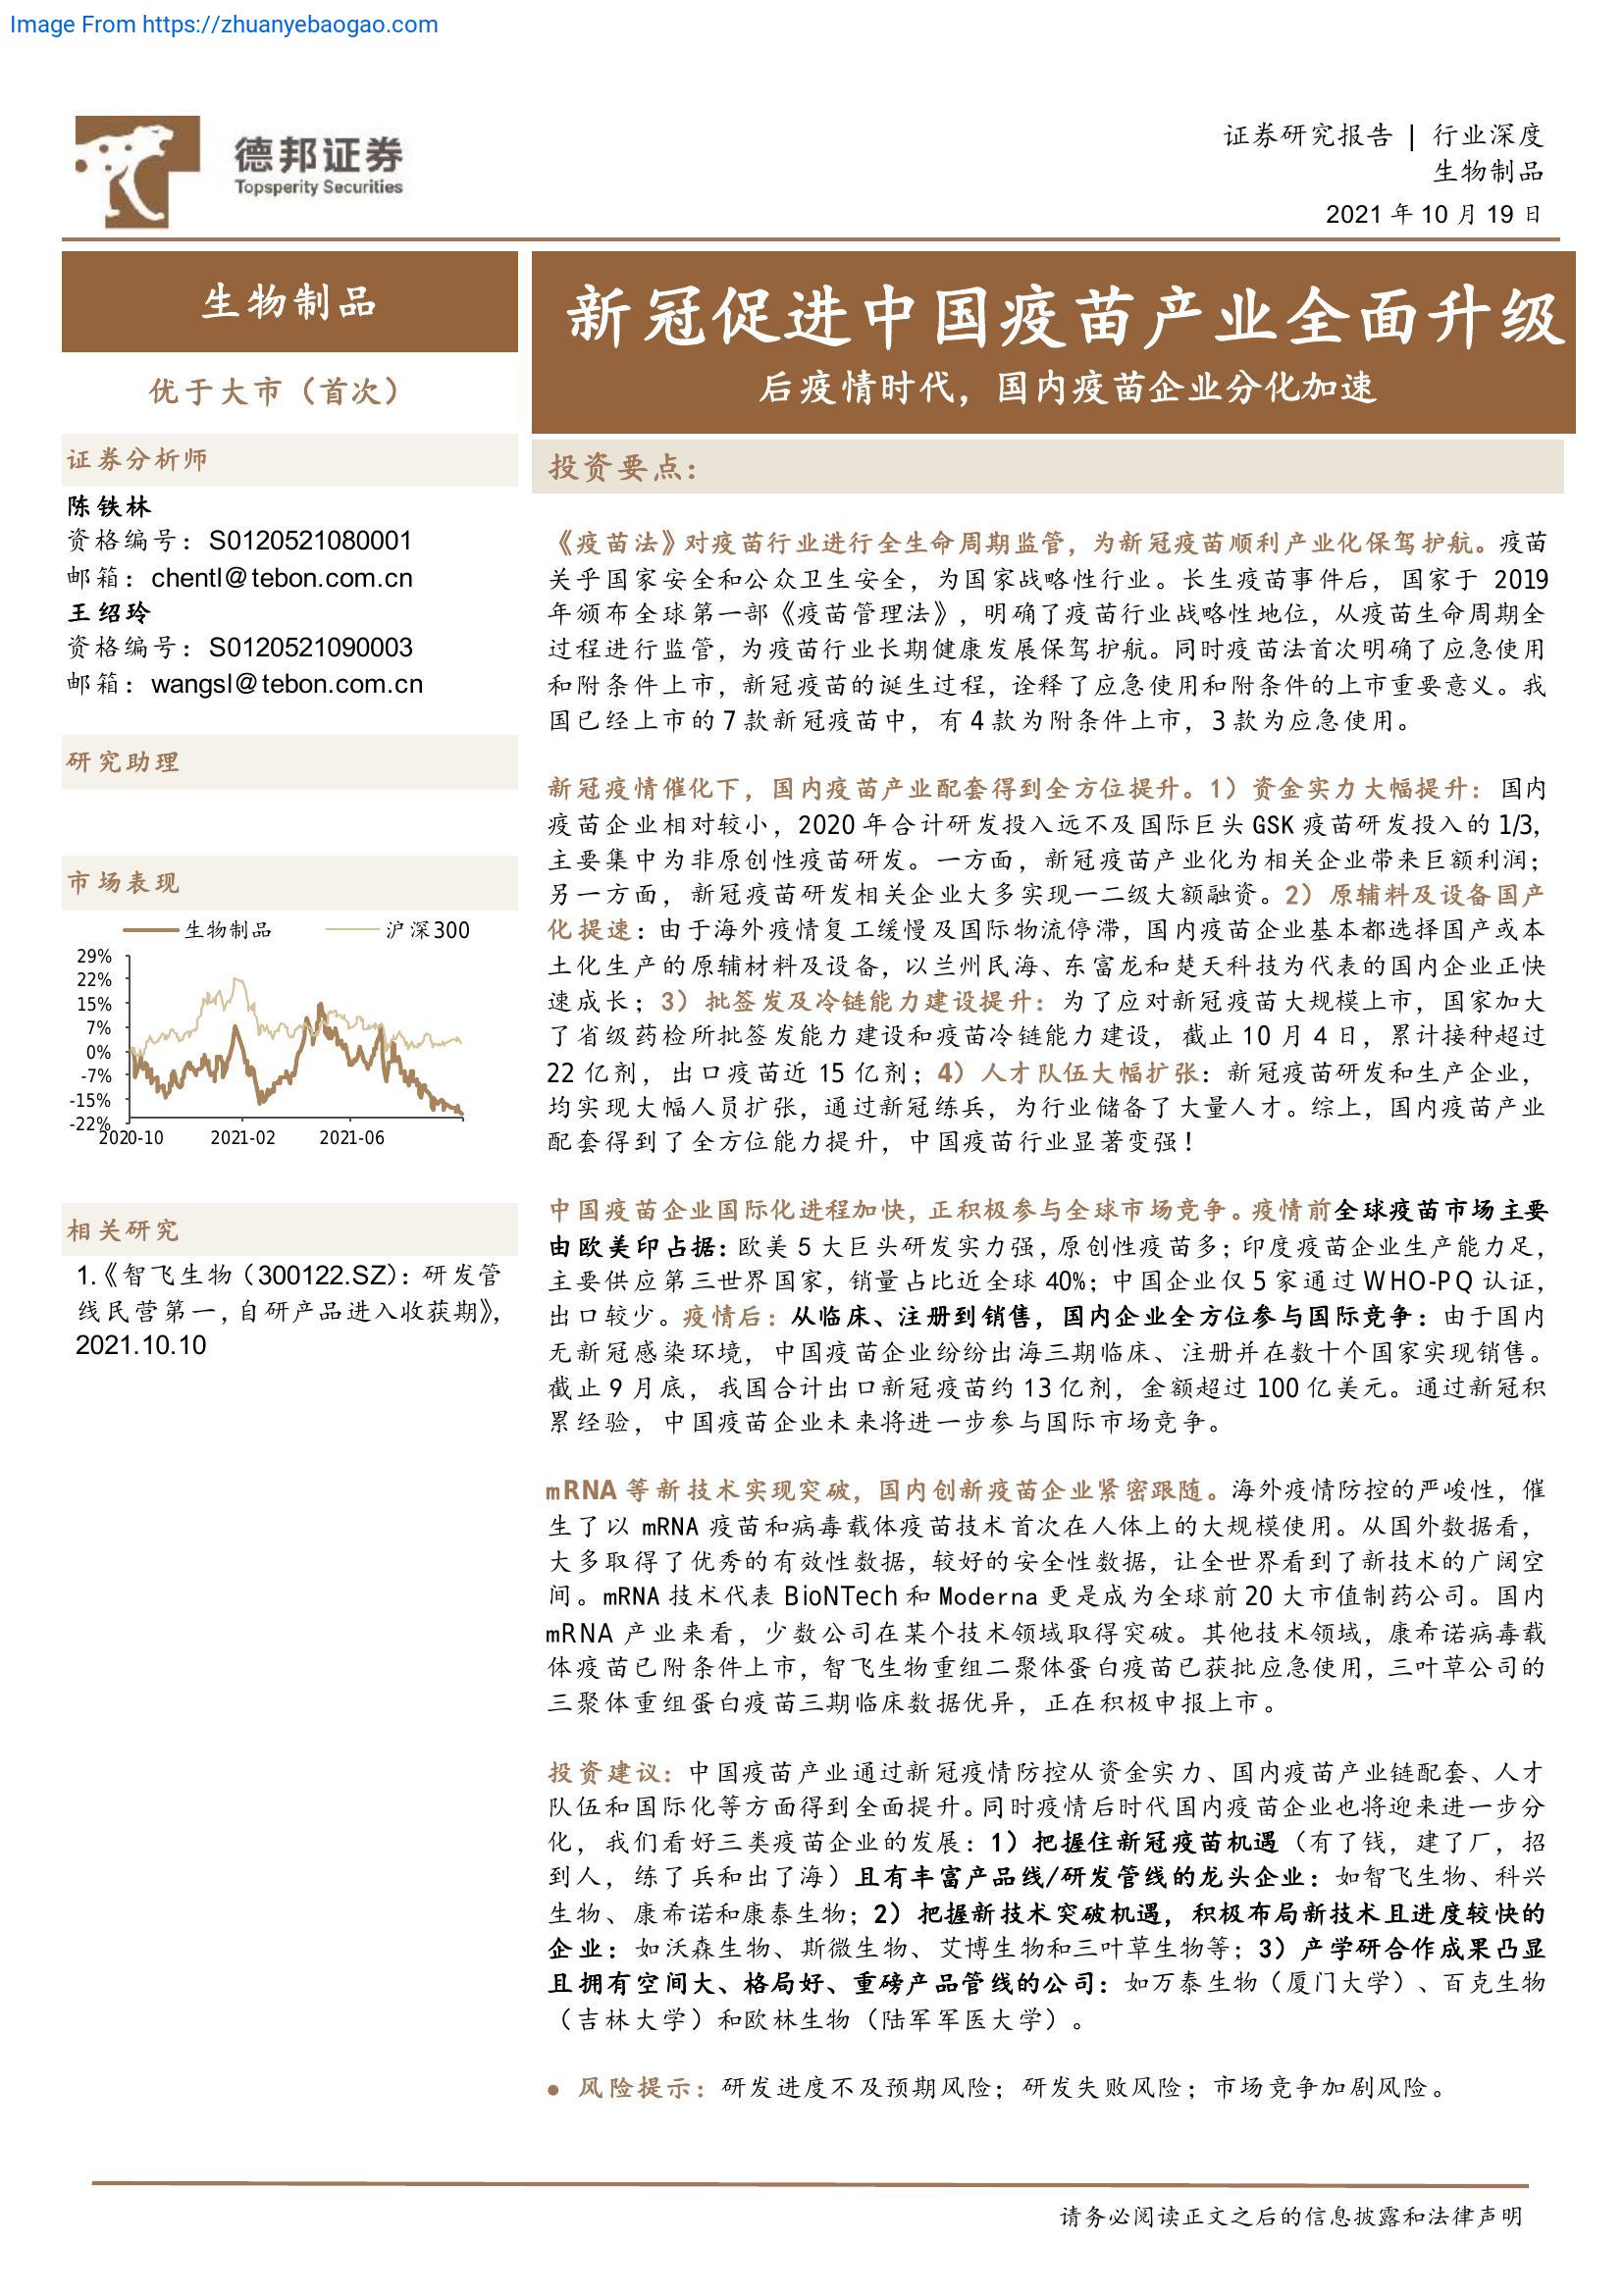 Image From https://zhuanyebaogao.com
德邦证券
Topsperity Securities
证券研究报告 | 行业深度
生物制品
2021 年 10 月 19 日
生物制品
优于大市（首次）
证券分析师
陈铁林
资格编号：S0120521080001
邮箱：chentl@tebon.com.cn
王绍玲
资格编号：S0120521090003
邮箱：wangsl@tebon.com.cn
研究助理
市场表现
生物制品 沪深300
29%
22%
15%
7%
0%
-7%
-15%
-22%
2020-10 2021-02 2021-06
相关研究
1.《智飞生物（300122.SZ）：研发管
线民营第一，自研产品进入收获期》，
2021.10.10
新冠促进中国疫苗产业全面升级
后疫情时代，国内疫苗企业分化加速
投资要点：
《疫苗法》对疫苗行业进行全生命周期监管，为新冠疫苗顺利产业化保驾护航。疫苗
关乎国家安全和公众卫生安全，为国家战略性行业。长生疫苗事件后，国家于 2019
年颁布全球第一部《疫苗管理法》，明确了疫苗行业战略性地位，从疫苗生命周期全
过程进行监管，为疫苗行业长期健康发展保驾护航。同时疫苗法首次明确了应急使用
和附条件上市，新冠疫苗的诞生过程，诠释了应急使用和附条件的上市重要意义。我
国已经上市的 7 款新冠疫苗中，有 4 款为附条件上市，3 款为应急使用。
新冠疫情催化下，国内疫苗产业配套得到全方位提升。1）资金实力大幅提升：国内
疫苗企业相对较小，2020 年合计研发投入远不及国际巨头 GSK 疫苗研发投入的 1/3，
主要集中为非原创性疫苗研发。一方面，新冠疫苗产业化为相关企业带来巨额利润；
另一方面，新冠疫苗研发相关企业大多实现一二级大额融资。2）原辅料及设备国产
化提速：由于海外疫情复工缓慢及国际物流停滞，国内疫苗企业基本都选择国产或本
土化生产的原辅材料及设备，以兰州民海、东富龙和楚天科技为代表的国内企业正快
速成长；3）批签发及冷链能力建设提升：为了应对新冠疫苗大规模上市，国家加大
了省级药检所批签发能力建设和疫苗冷链能力建设，截止 10 月 4 日，累计接种超过
22 亿剂，出口疫苗近 15 亿剂；4）人才队伍大幅扩张：新冠疫苗研发和生产企业，
均实现大幅人员扩张，通过新冠练兵，为行业储备了大量人才。综上，国内疫苗产业
配套得到了全方位能力提升，中国疫苗行业显著变强！
中国疫苗企业国际化进程加快，正积极参与全球市场竞争。疫情前全球疫苗市场主要
由欧美印占据：欧美 5 大巨头研发实力强，原创性疫苗多；印度疫苗企业生产能力足，
主要供应第三世界国家，销量占比近全球 40%；中国企业仅 5 家通过 WHO-PQ 认证，
出口较少。疫情后：从临床、注册到销售，国内企业全方位参与国际竞争：由于国内
无新冠感染环境，中国疫苗企业纷纷出海三期临床、注册并在数十个国家实现销售。
截止 9 月底，我国合计出口新冠疫苗约 13 亿剂，金额超过 100 亿美元。通过新冠积
累经验，中国疫苗企业未来将进一步参与国际市场竞争。
mRNA 等新技术实现突破，国内创新疫苗企业紧密跟随。海外疫情防控的严峻性，催
生了以 mRNA 疫苗和病毒载体疫苗技术首次在人体上的大规模使用。从国外数据看，
大多取得了优秀的有效性数据，较好的安全性数据，让全世界看到了新技术的广阔空
间。mRNA 技术代表 BioNTech 和 Moderna 更是成为全球前 20 大市值制药公司。国内
mRNA 产业来看，少数公司在某个技术领域取得突破。其他技术领域，康希诺病毒载
体疫苗已附条件上市，智飞生物重组二聚体蛋白疫苗已获批应急使用，三叶草公司的
三聚体重组蛋白疫苗三期临床数据优异，正在积极申报上市。
投资建议：中国疫苗产业通过新冠疫情防控从资金实力、国内疫苗产业链配套、人才
队伍和国际化等方面得到全面提升。同时疫情后时代国内疫苗企业也将迎来进一步分
化，我们看好三类疫苗企业的发展：1）把握住新冠疫苗机遇（有了钱，建了厂，招
到人，练了兵和出了海）且有丰富产品线/研发管线的龙头企业：如智飞生物、科兴
生物、康希诺和康泰生物；2）把握新技术突破机遇，积极布局新技术且进度较快的
企业：如沃森生物、斯微生物、艾博生物和三叶草生物等；3）产学研合作成果凸显
且拥有空间大、格局好、重磅产品管线的公司：如万泰生物（厦门大学）、百克生物
（吉林大学）和欧林生物（陆军军医大学）。
● 风险提示：研发进度不及预期风险；研发失败风险；市场竞争加剧风险。
请务必阅读正文之后的信息披露和法律声明